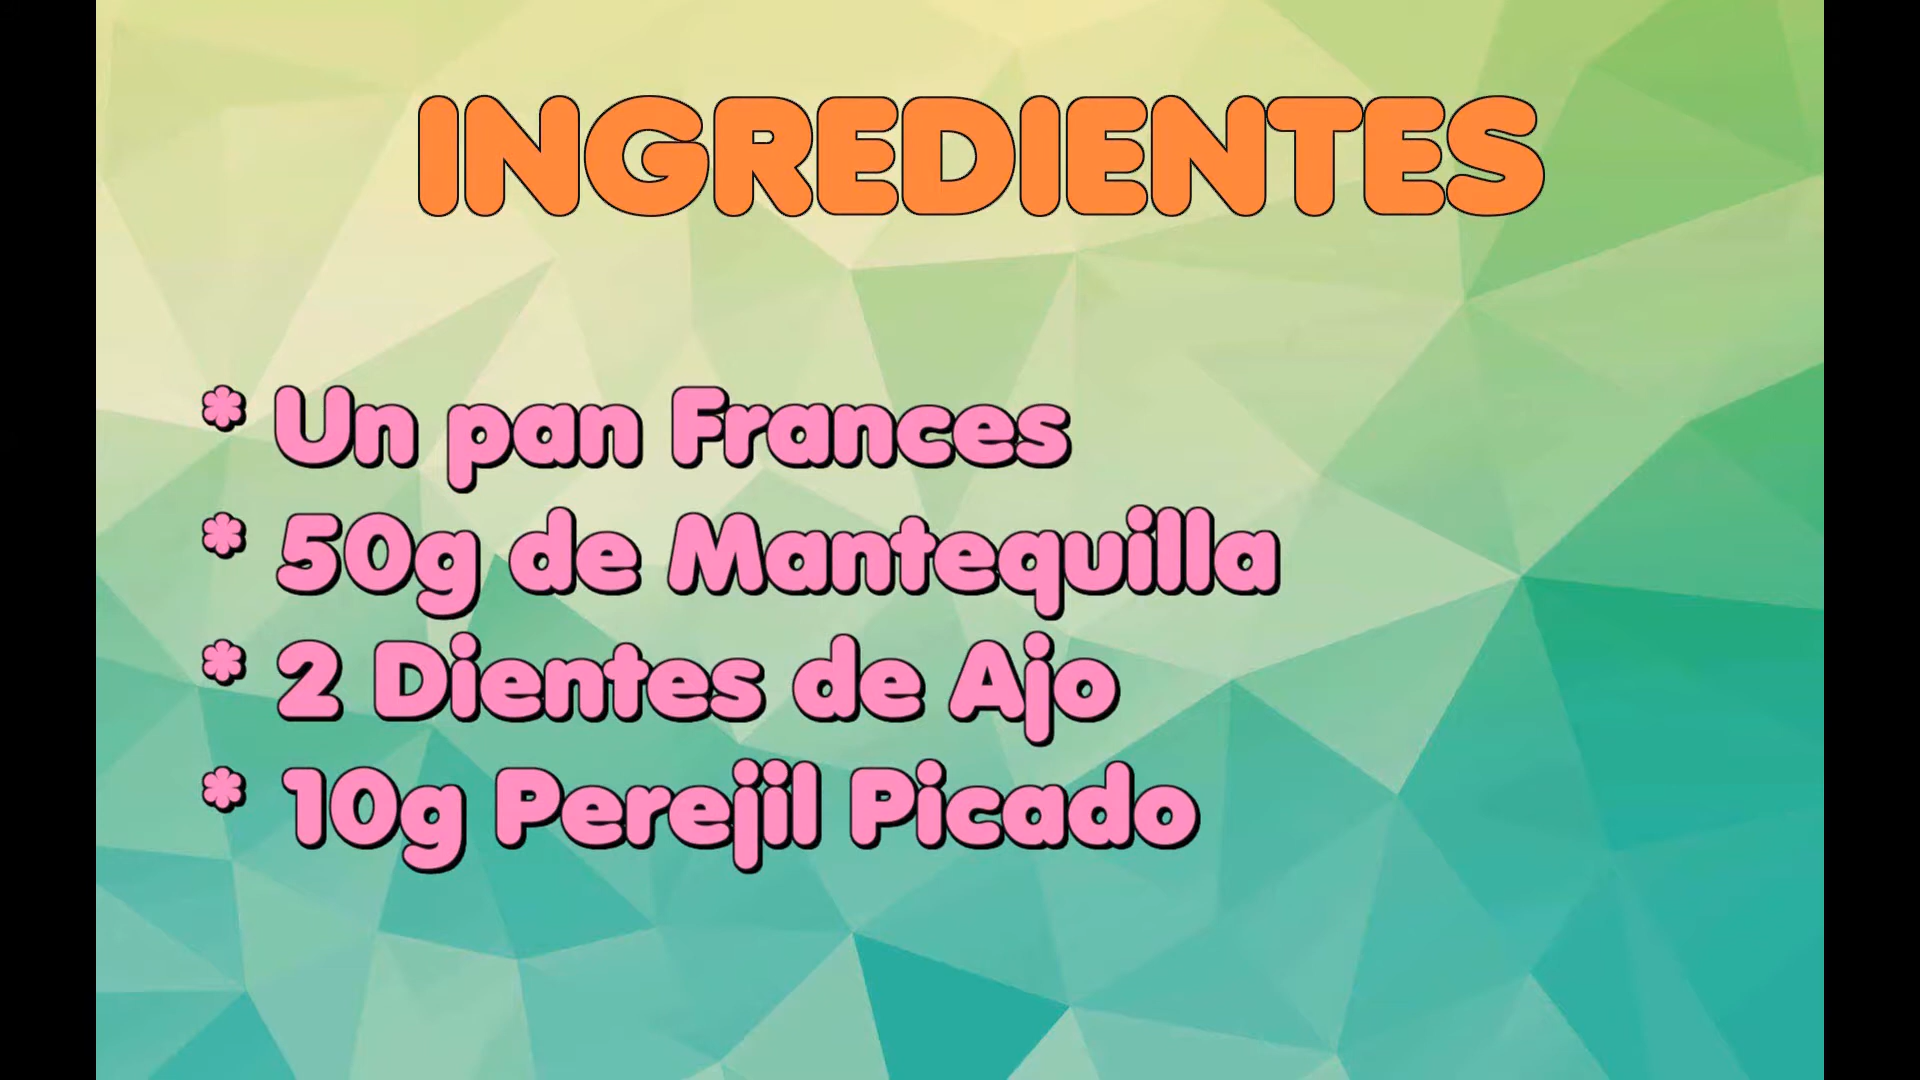 INGREDIENTES
* Un pan Frances
* 50g de Mantequilla
* 2 Dientes de Ajo
* 10g Perejil Picado